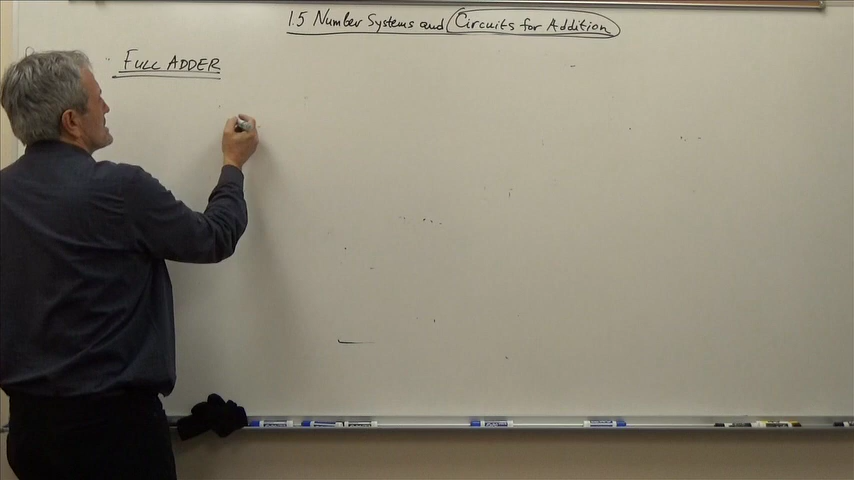 1.5 Number Systems and Circuits for Addition
FULL ADDER